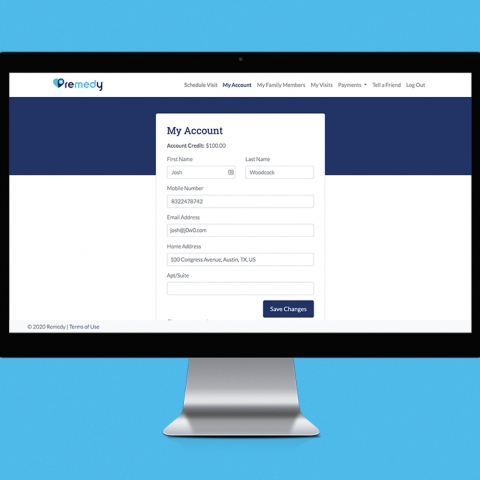 remedy
Schedule Visit My Account My Family Members My Visits Payments Tell a Friend Log Out
My Account
Account Credit: $100.00
First Name Last Name
Josh Woodcock
Mobile Number
8322478742
Email Address
josh@j0w0.com
Home Address
100 Congress Avenue, Austin, TX, US
Apt/Suite
Save Changes
© 2020 Remedy | Terms of Use